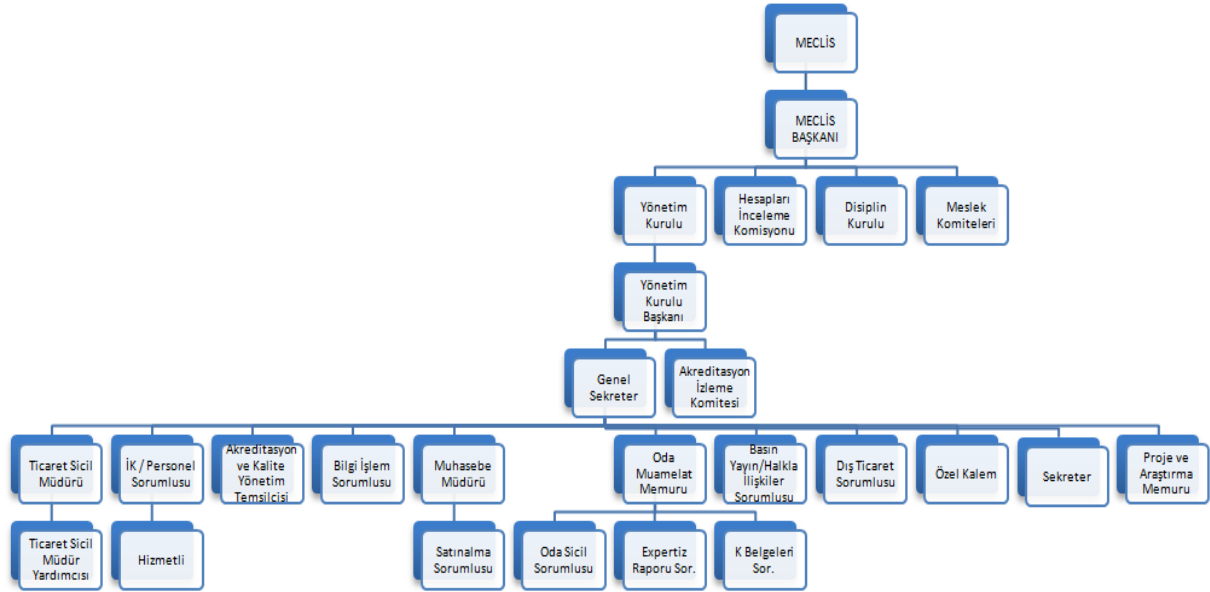 MECLİS
MECLİS
BAŞKANI
Yönetim
Kurulu
Hesapları
İnceleme
Komisyonu
Disiplin
Kurulu
Meslek
Komiteleri
Yönetim
Kurulu
Başkanı
Genel
Sekreter
Akreditasyon
İzleme
Komitesi
Ticaret Sicil
Müdürü
İK / Personel
Sorumlusu
Akreditasyon
ve Kalite
Yönetim
Temsilcisi
Bilgi İşlem
Sorumlusu
Muhasebe
Müdürü
Oda
Muamelat
Memuru
Basın
Yayın/Halkla
İlişkiler
Sorumlusu
Dış Ticaret
Sorumlusu
Özel Kalem
Sekreter
Proje ve
Araştırma
Memuru
Ticaret Sicil
Müdür
Yardımcısı
Hizmetli
Satınalma
Sorumlusu
Oda Sicil
Sorumlusu
Expertiz
Raporu Sor.
K Belgeleri
Sor.